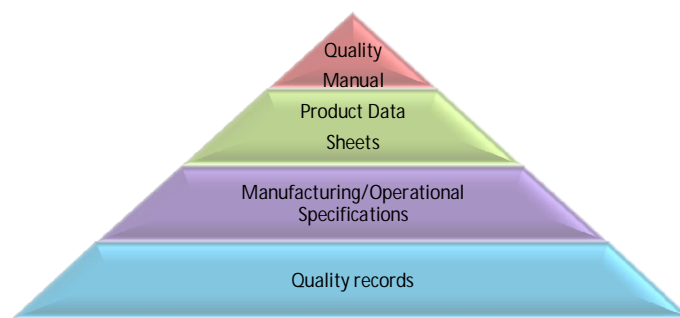 Quality
Manual
Product Data
Sheets
Manufacturing/Operational
Specifications
Quality records